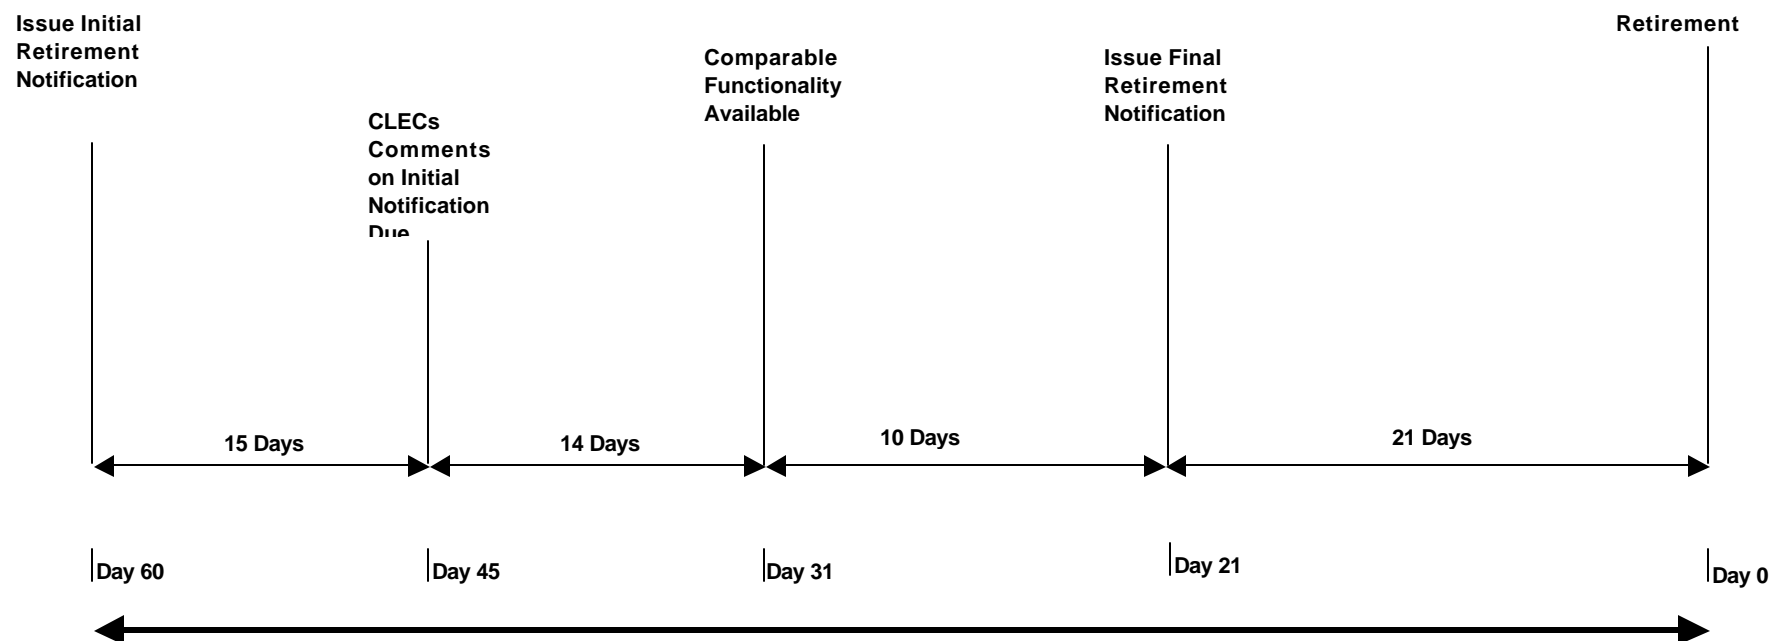 Issue Initial
Retirement
Notification
CLECs
Comments
on Initial
Notification
Due
Comparable
Functionality
Available
Issue Final
Retirement
Notification
Retirement
15 Days
14 Days
10 Days
21 Days
Day 60
Day 45
Day 31
Day 21
Day 0